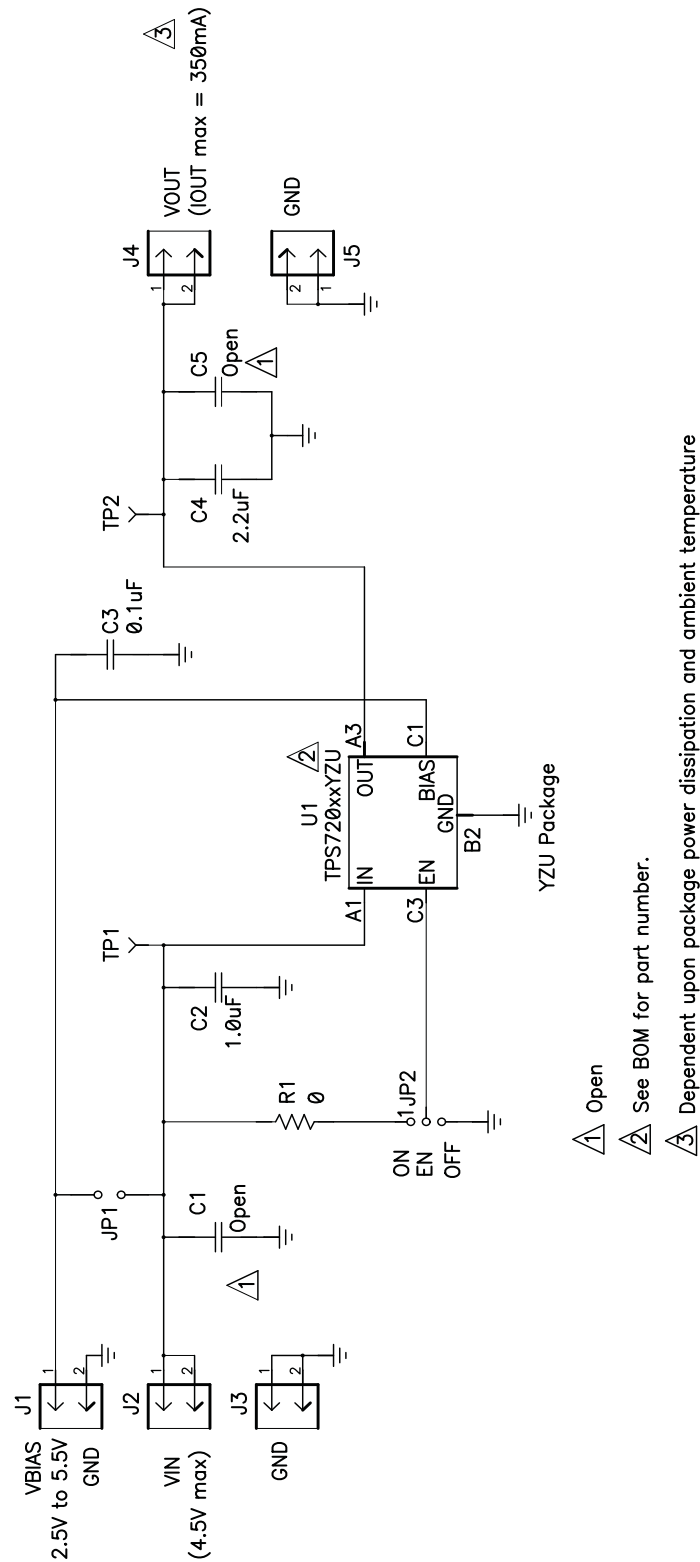 J1
VBIAS
2.5V to 5.5V
GND
1
2
J2
VIN
(4.5V max)
1
2
J3
GND
1
2
JP1
C1
Open
1
R1
0
ON
EN
OFF
1
JP2
C2
1.0uF
TP1
A1
C3
IN
EN
U1
TPS720xxYZU
2
OUT
BIAS
GND
A3
C1
B2
YZU Package
C3
0.1uF
TP2
C4
2.2uF
C5
Open
1
J4
1
2
VOUT
(IOUT max = 350mA)
3
GND
2
1
J5
1 Open
2 See BOM for part number.
3 Dependent upon package power dissipation and ambient temperature